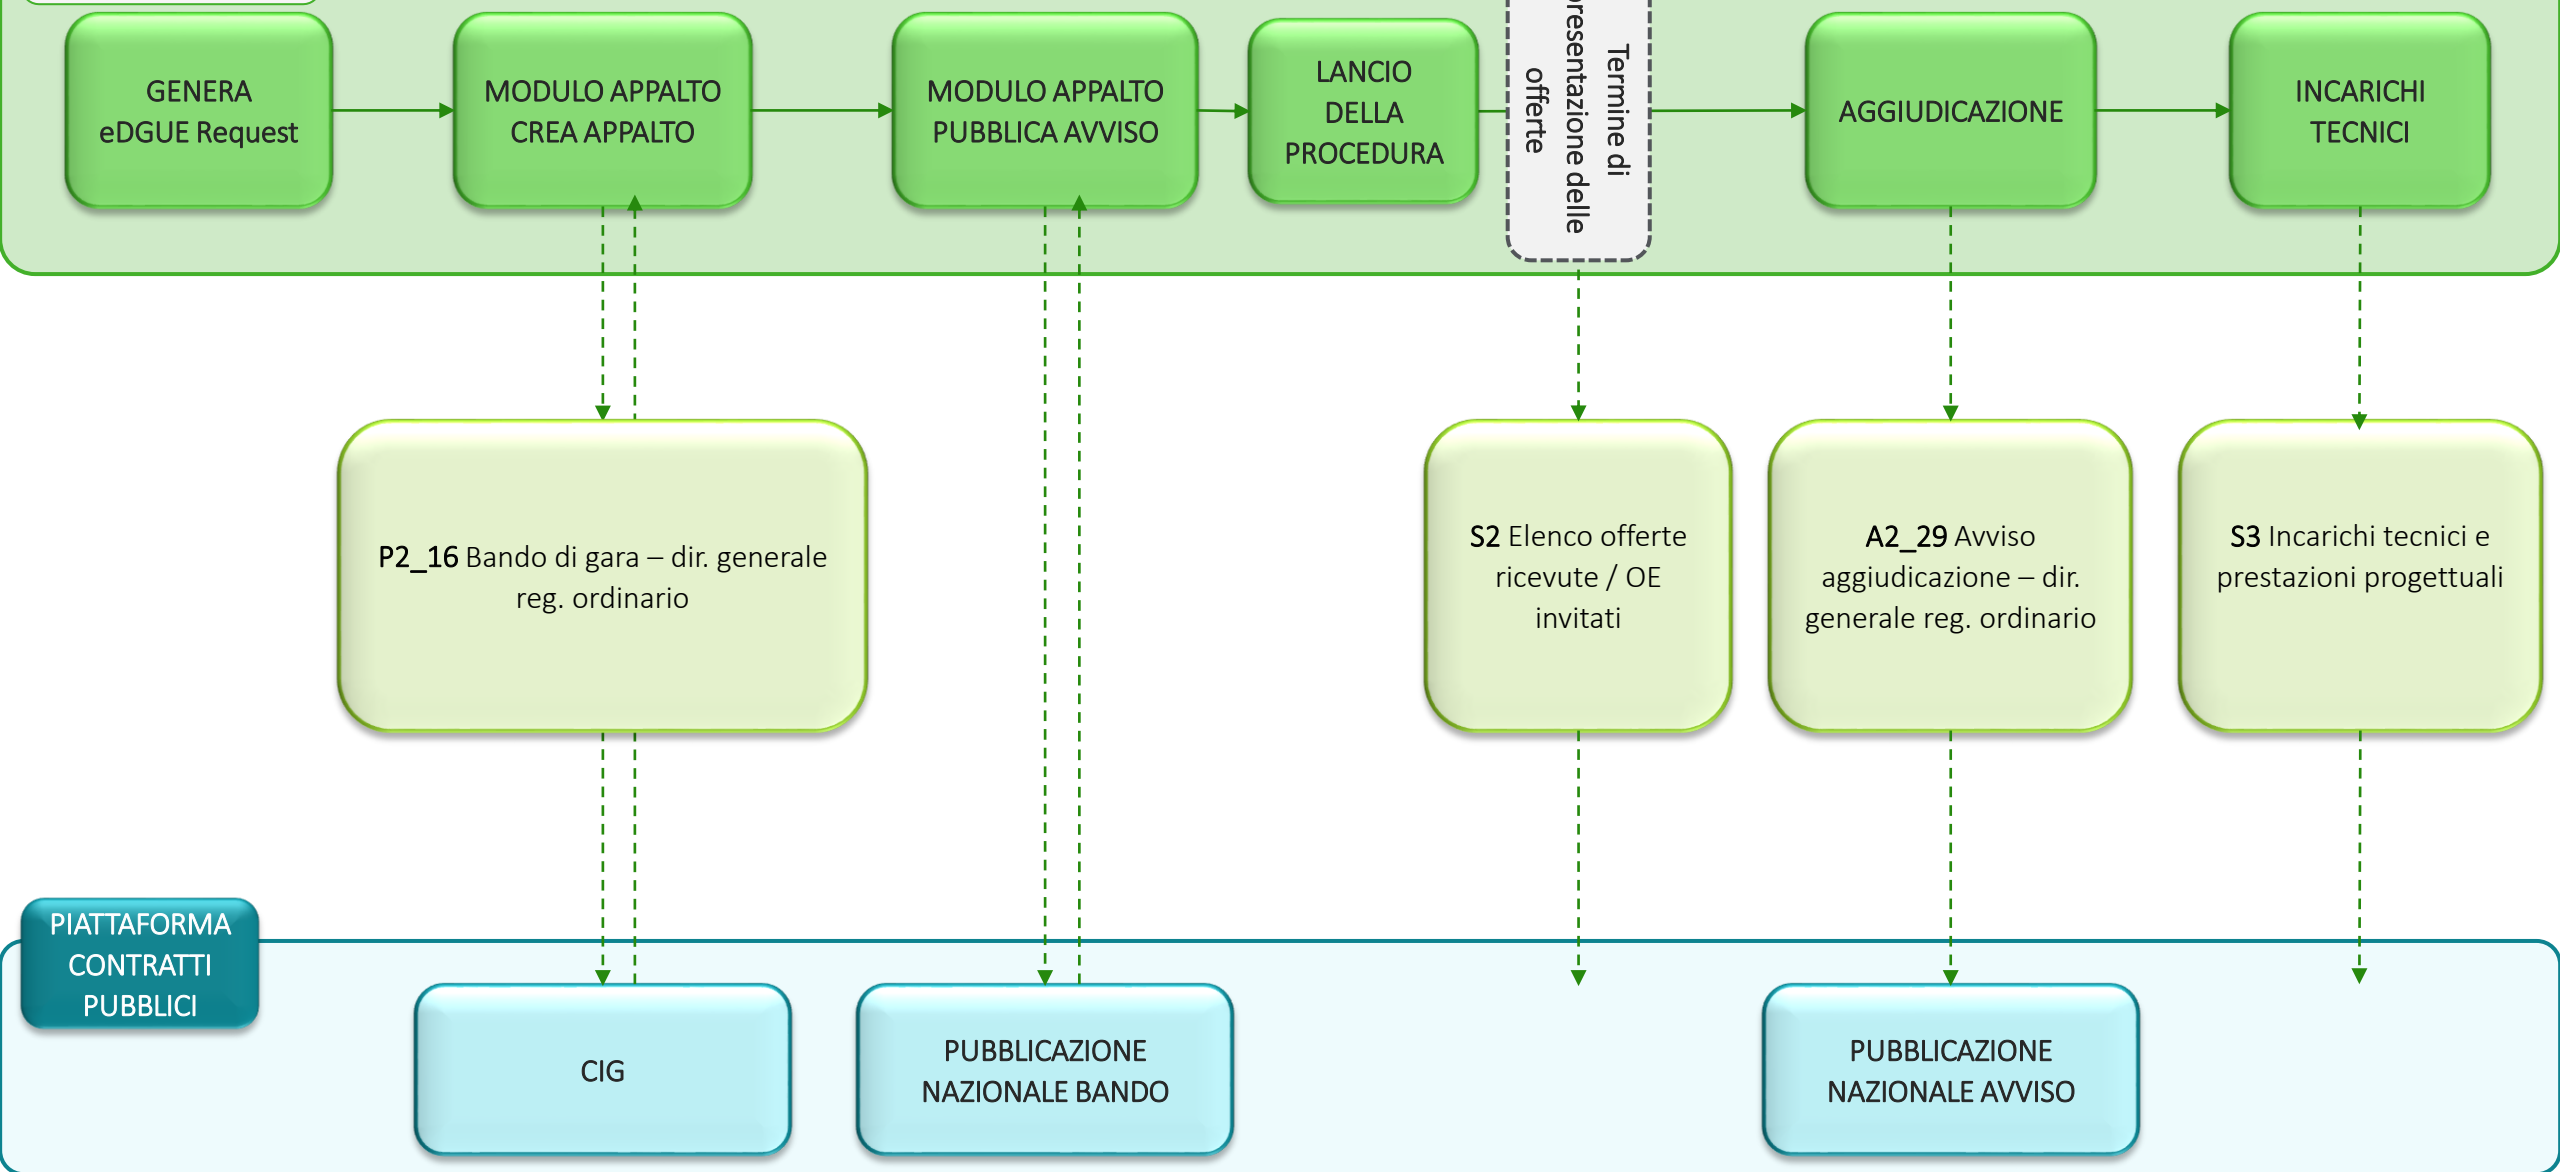 GENERA
eDGUE Request
MODULO APPALTO
CREA APPALTO
MODULO APPALTO
PUBBLICA AVVISO
LANCIO
DELLA
PROCEDURA
Termine di
presentazione delle
offerte
AGGIUDICAZIONE
INCARICHI
TECNICI
P2_16 Bando di gara – dir. generale
reg. ordinario
S2 Elenco offerte
ricevute / OE
invitati
A2_29 Avviso
aggiudicazione – dir.
generale reg. ordinario
S3 Incarichi tecnici e
prestazioni progettuali
PIATTAFORMA
CONTRATTI
PUBBLICI
CIG
PUBBLICAZIONE
NAZIONALE BANDO
PUBBLICAZIONE
NAZIONALE AVVISO